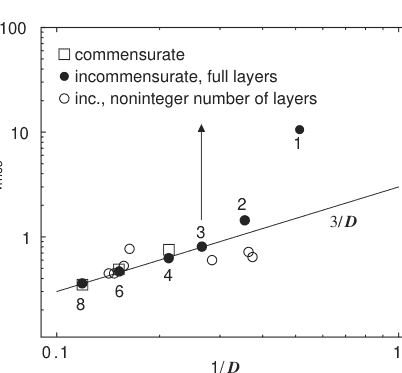 100
commensurate
incommensurate, full layers
inc., noninteger number of layers
10
1
2
3
3/D
1
4
6
8
0.1
1
1/D